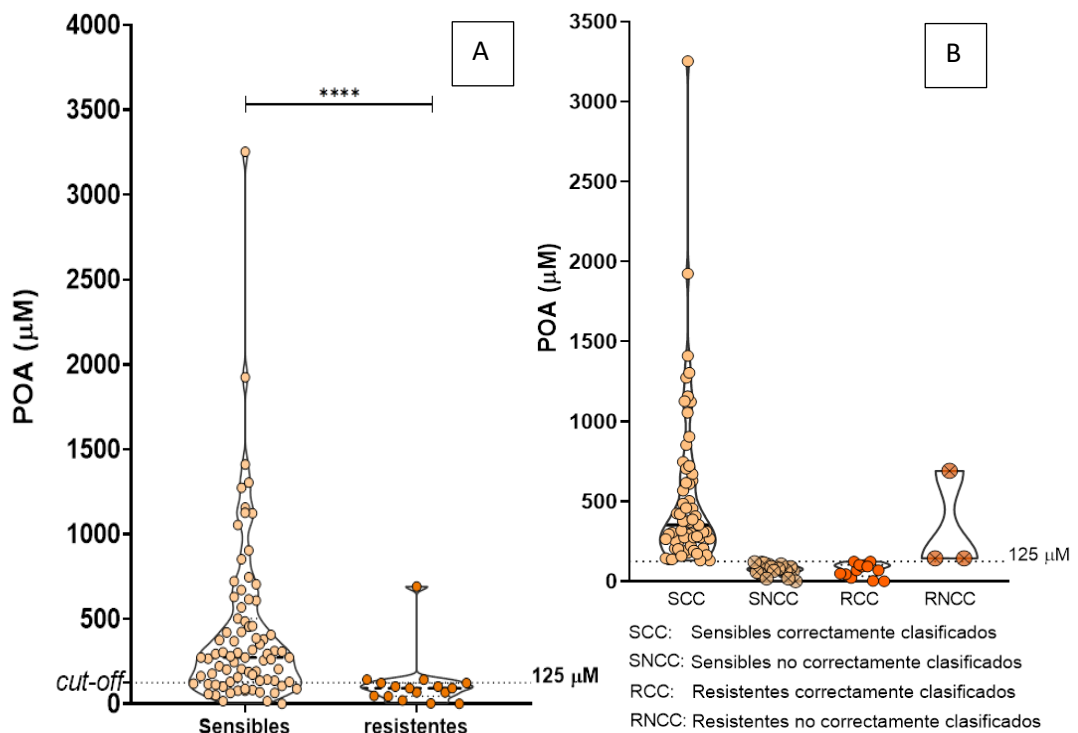 A
****
POA (μM)
4000
3500
3000
2500
2000
1500
1000
500
cut-off
0
125 μM
Sensibles
resistentes
B
POA (μM)
3500
3000
2500
2000
1500
1000
500
0
125 μM
SCC
SNCC
RCC
RNCC
SCC: Sensibles correctamente clasificados
SNCC: Sensibles no correctamente clasificados
RCC: Resistentes correctamente clasificados
RNCC: Resistentes no correctamente clasificados